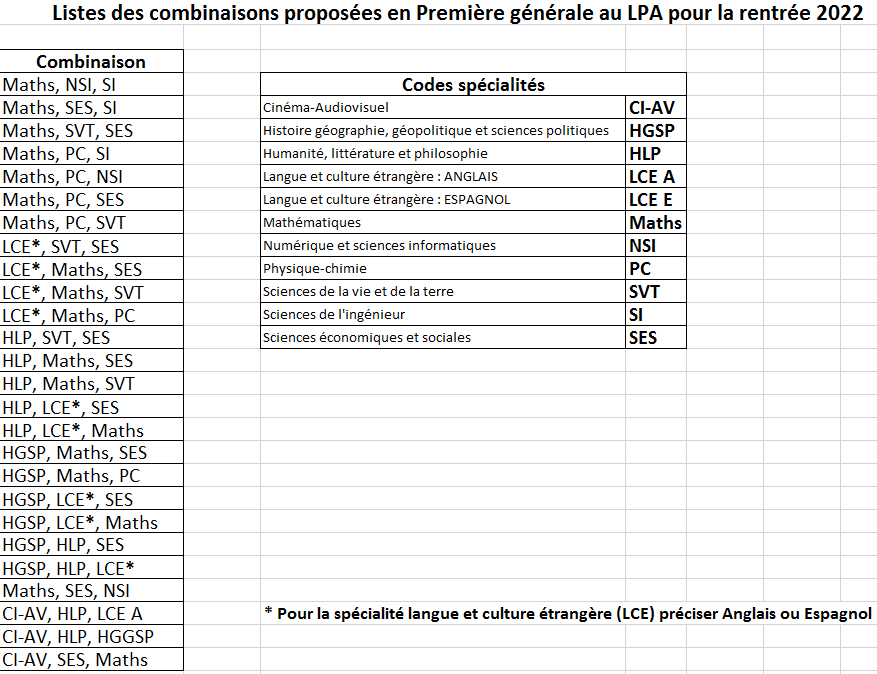 Listes des combinaisons proposées en Première générale au LPA pour la rentrée 2022
Combinaison
Maths, NSI, SI
Maths, SES, SI
Maths, SVT, SES
Maths, PC, SI
Maths, PC, NSI
Maths, PC, SES
Maths, PC, SVT
LCE*, SVT, SES
LCE*, Maths, SES
LCE*, Maths, SVT
LCE*, Maths, PC
HLP, SVT, SES
HLP, Maths, SES
HLP, Maths, SVT
HLP, LCE*, SES
HLP, LCE*, Maths
HGSP, Maths, SES
HGSP, Maths, PC
HGSP, LCE*, SES
HGSP, LCE*, Maths
HGSP, HLP, SES
HGSP, HLP, LCE*
Maths, SES, NSI
CI-AV, HLP, LCE A
CI-AV, HLP, HGGSP
CI-AV, SES, Maths
Codes spécialités
Cinéma-Audiovisuel CI-AV
Histoire géographie, géopolitique et sciences politiques HGSP
Humanité, littérature et philosophie HLP
Langue et culture étrangère : ANGLAIS LCE A
Langue et culture étrangère : ESPAGNOL LCE E
Mathématiques Maths
Numérique et sciences informatiques NSI
Physique-chimie PC
Sciences de la vie et de la terre SVT
Sciences de l'ingénieur SI
Sciences économiques et sociales SES
* Pour la spécialité langue et culture étrangère (LCE) préciser Anglais ou Espagnol